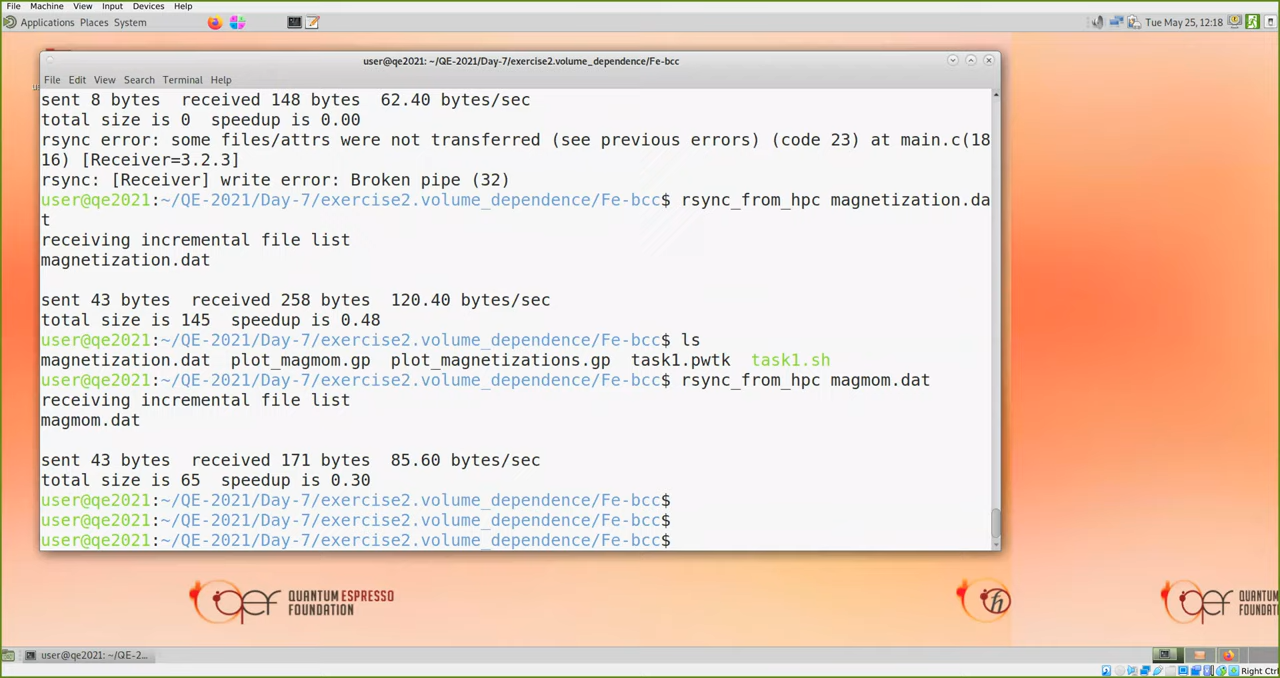 File Machine View Input Devices Help
Applications Places System Tue May 25, 12:18
user@qe2021: ~/QE-2021/Day-7/exercise2.volume_dependence/Fe-bcc
File Edit View Search Terminal Help
sent 8 bytes  received 148 bytes  62.40 bytes/sec
total size is 0  speedup is 0.00
rsync error: some files/attrs were not transferred (see previous errors) (code 23) at main.c(18
16) [Receiver=3.2.3]
rsync: [Receiver] write error: Broken pipe (32)
user@qe2021:~/QE-2021/Day-7/exercise2.volume_dependence/Fe-bcc$ rsync_from_hpc magnetization.da
t
receiving incremental file list
magnetization.dat
sent 43 bytes  received 258 bytes  120.40 bytes/sec
total size is 145  speedup is 0.48
user@qe2021:~/QE-2021/Day-7/exercise2.volume_dependence/Fe-bcc$ ls
magnetization.dat  plot_magmom.gp  plot_magnetizations.gp  task1.pwtk  task1.sh
user@qe2021:~/QE-2021/Day-7/exercise2.volume_dependence/Fe-bcc$ rsync_from_hpc magmom.dat
receiving incremental file list
magmom.dat
sent 43 bytes  received 171 bytes  85.60 bytes/sec
total size is 65  speedup is 0.30
user@qe2021:~/QE-2021/Day-7/exercise2.volume_dependence/Fe-bcc$
user@qe2021:~/QE-2021/Day-7/exercise2.volume_dependence/Fe-bcc$
user@qe2021:~/QE-2021/Day-7/exercise2.volume_dependence/Fe-bcc$
QUANTUM ESPRESSO
FOUNDATION
QUANTUM
FOUNDAT
user@qe2021: ~/QE-2...
Right Ctrl